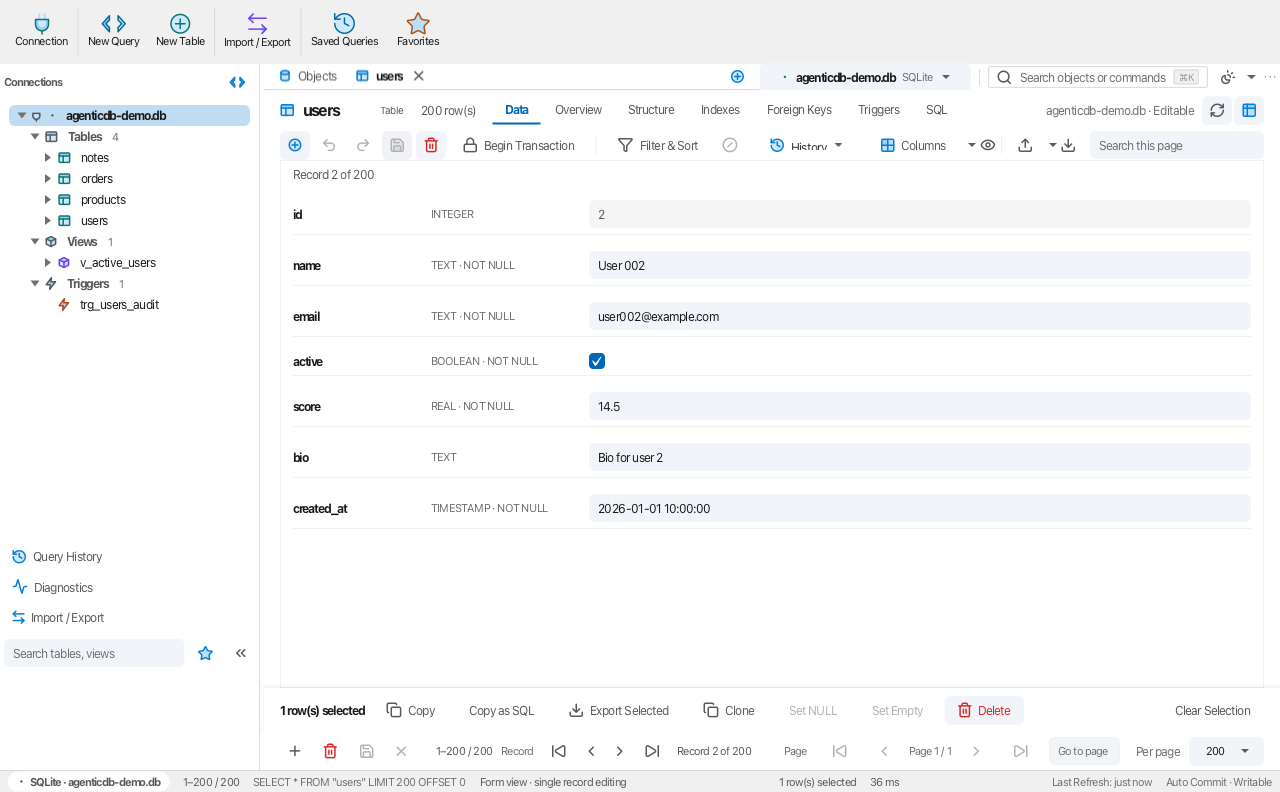 Connection
New Query
New Table
Import / Export
Saved Queries
Favorites
Connections
Objects
users
agenticdb-demo.db SQLite
Search objects or commands ⌘K
agenticdb-demo.db
Tables 4
notes
orders
products
users
Views 1
v_active_users
Triggers 1
trg_users_audit
Query History
Diagnostics
Import / Export
Search tables, views
users Table 200 row(s) Data Overview Structure Indexes Foreign Keys Triggers SQL agenticdb-demo.db · Editable
Begin Transaction Filter & Sort History Columns Search this page
Record 2 of 200
id INTEGER 2
name TEXT · NOT NULL User 002
email TEXT · NOT NULL user002@example.com
active BOOLEAN · NOT NULL
score REAL · NOT NULL 14.5
bio TEXT Bio for user 2
created_at TIMESTAMP · NOT NULL 2026-01-01 10:00:00
1 row(s) selected Copy Copy as SQL Export Selected Clone Set NULL Set Empty Delete Clear Selection
1–200 / 200 Record Record 2 of 200 Page Page 1 / 1 Go to page Per page 200
SQLite · agenticdb-demo.db 1–200 / 200 SELECT * FROM "users" LIMIT 200 OFFSET 0 Form view · single record editing 1 row(s) selected 36 ms Last Refresh: just now Auto Commit · Writable